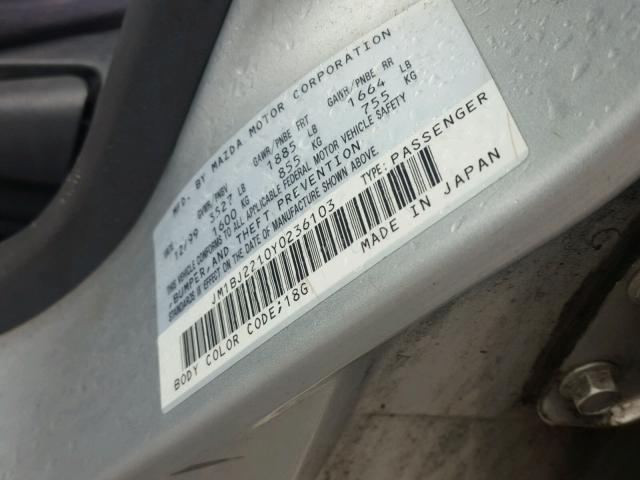 MFD. BY MAZDA MOTOR CORPORATION
DATE GVWR/PNBV GAWR/PNBE FRT GAWR/PNBE RR
12/99 3527 LB 1885 LB 1664 LB
1600 KG 855 KG 755 KG
THIS VEHICLE CONFORMS TO ALL APPLICABLE FEDERAL MOTOR VEHICLE SAFETY
,BUMPER, AND THEFT PREVENTION
STANDARDS IN EFFECT ON THE DATE OF MANUFACTURE SHOWN ABOVE.
JM1BJ2210Y0236103 TYPE: PASSENGER
BODY COLOR CODE;18G MADE IN JAPAN